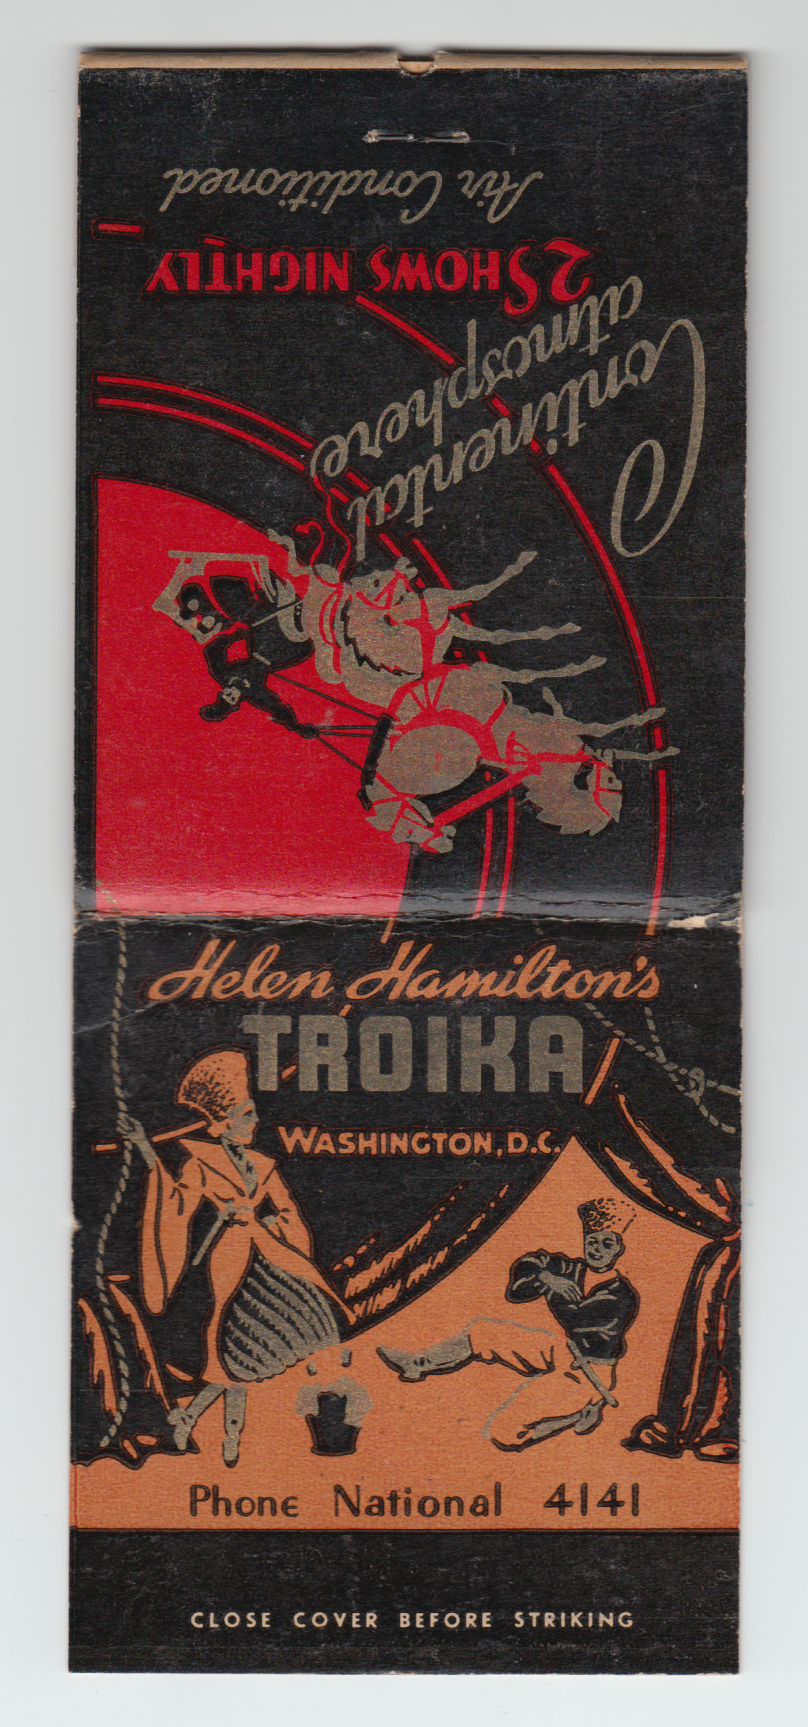 Air Conditioned
2 SHOWS NIGHTLY
Continental
atmosphere
Helen Hamilton's
TROIKA
WASHINGTON, D.C.
Phone National 4141
CLOSE COVER BEFORE STRIKING